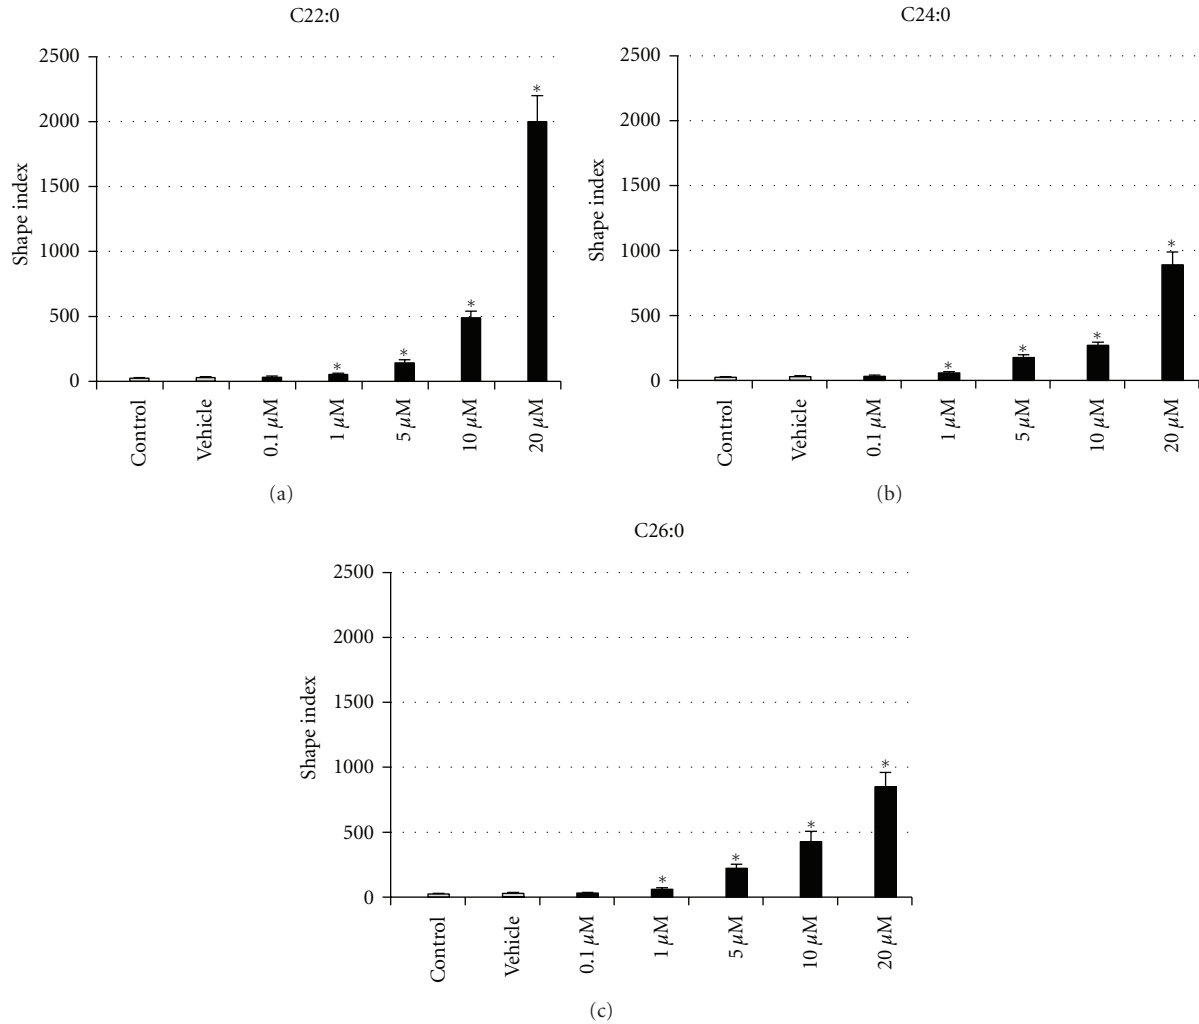 C22:0
2500
2000
1500
1000
500
0
Shape index
*
*
*
*
Control
Vehicle
0.1 µM
1 µM
5 µM
10 µM
20 µM
(a)
C24:0
2500
2000
1500
1000
500
0
Shape index
*
*
*
*
Control
Vehicle
0.1 µM
1 µM
5 µM
10 µM
20 µM
(b)
C26:0
2500
2000
1500
1000
500
0
Shape index
*
*
*
*
Control
Vehicle
0.1 µM
1 µM
5 µM
10 µM
20 µM
(c)